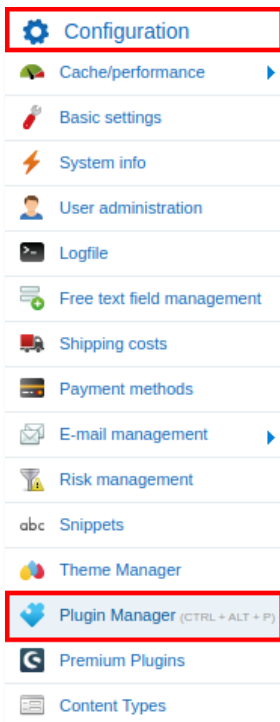 Configuration
Cache/performance
Basic settings
System info
User administration
Logfile
Free text field management
Shipping costs
Payment methods
E-mail management
Risk management
abc Snippets
Theme Manager
Plugin Manager (CTRL + ALT + P)
Premium Plugins
Content Types